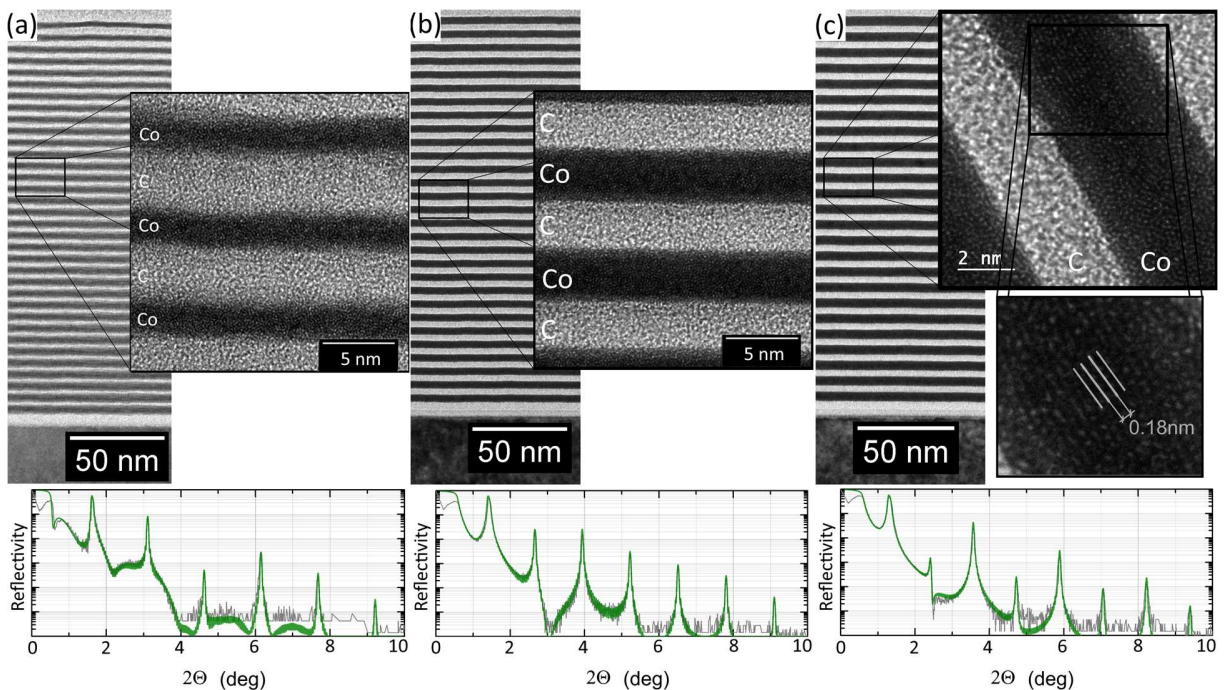 (a)
(b)
(c)
Co
C
Co
C
Co
5 nm
50 nm
C
Co
C
Co
C
5 nm
50 nm
2 nm
C
Co
0.18nm
50 nm
Reflectivity
0 2 4 6 8 10
2Θ (deg)
Reflectivity
0 2 4 6 8 10
2Θ (deg)
Reflectivity
0 2 4 6 8 10
2Θ (deg)